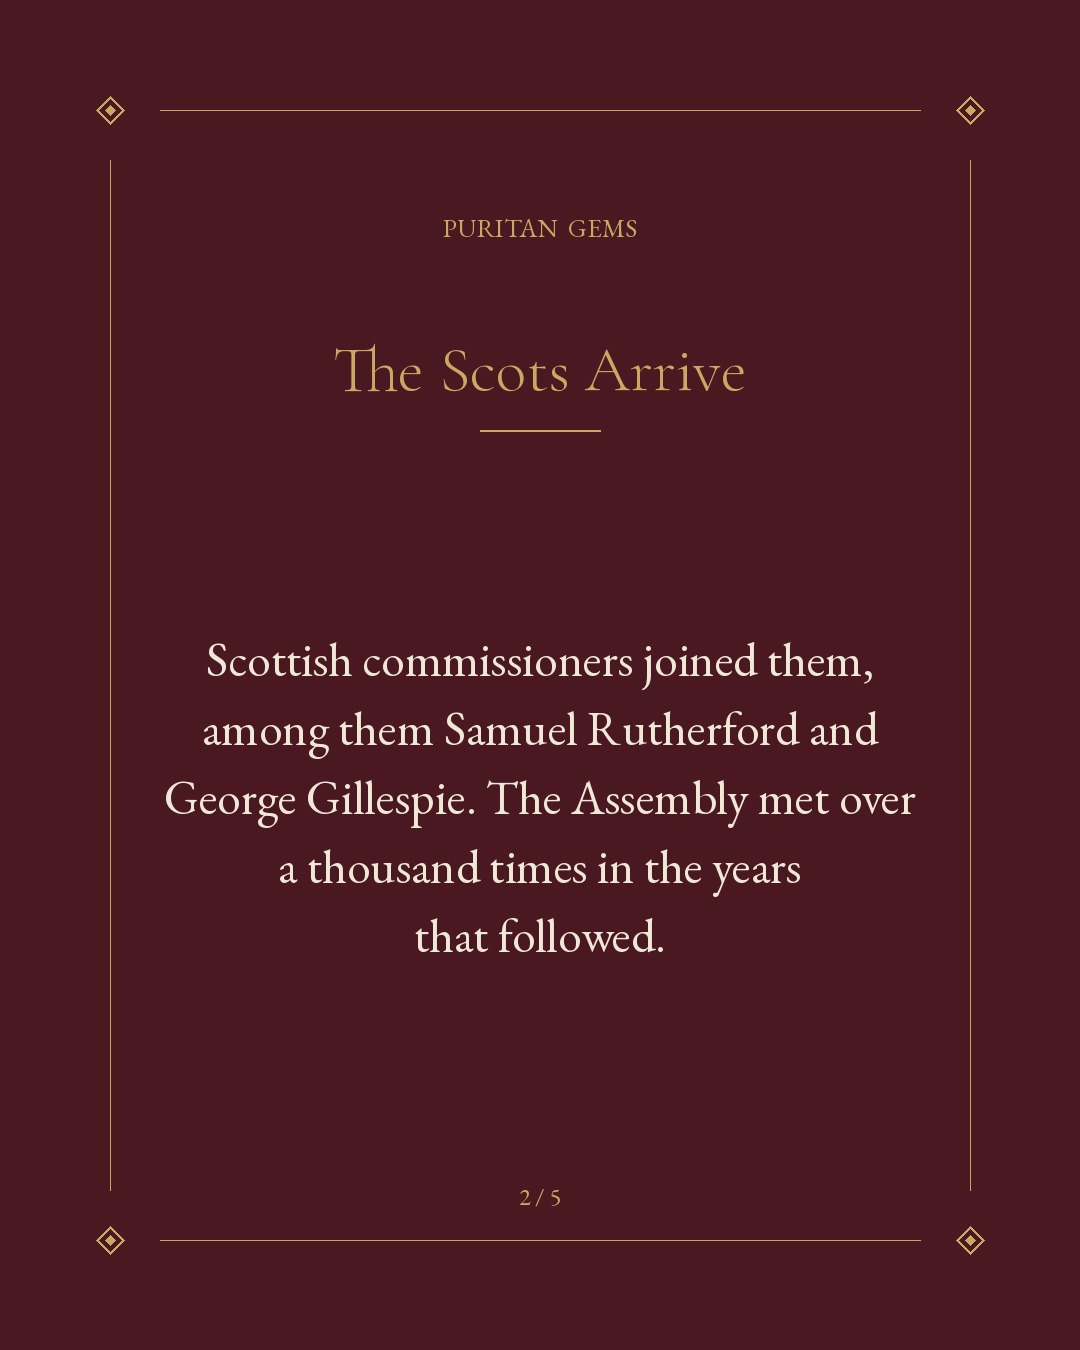 PURITAN GEMS
The Scots Arrive
Scottish commissioners joined them,
among them Samuel Rutherford and
George Gillespie. The Assembly met over
a thousand times in the years
that followed.
2 / 5